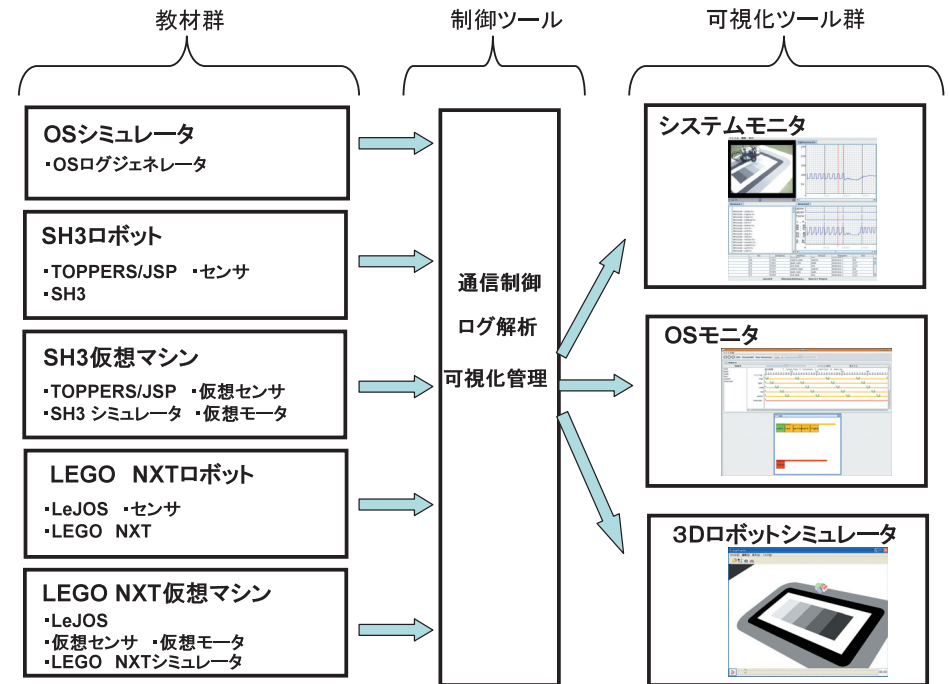 教材群
制御ツール
可視化ツール群
OSシミュレータ
・OSログジェネレータ
SH3ロボット
・TOPPERS/JSP ・センサ
・SH3
SH3仮想マシン
・TOPPERS/JSP ・仮想センサ
・SH3 シミュレータ ・仮想モータ
LEGO NXTロボット
・LeJOS ・センサ
・LEGO NXT
LEGO NXT仮想マシン
・LeJOS
・仮想センサ ・仮想モータ
・LEGO NXTシミュレータ
通信制御
ログ解析
可視化管理
システムモニタ
OSモニタ
3Dロボットシミュレータ